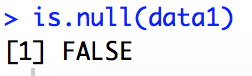 > is.null(data1)
[1] FALSE